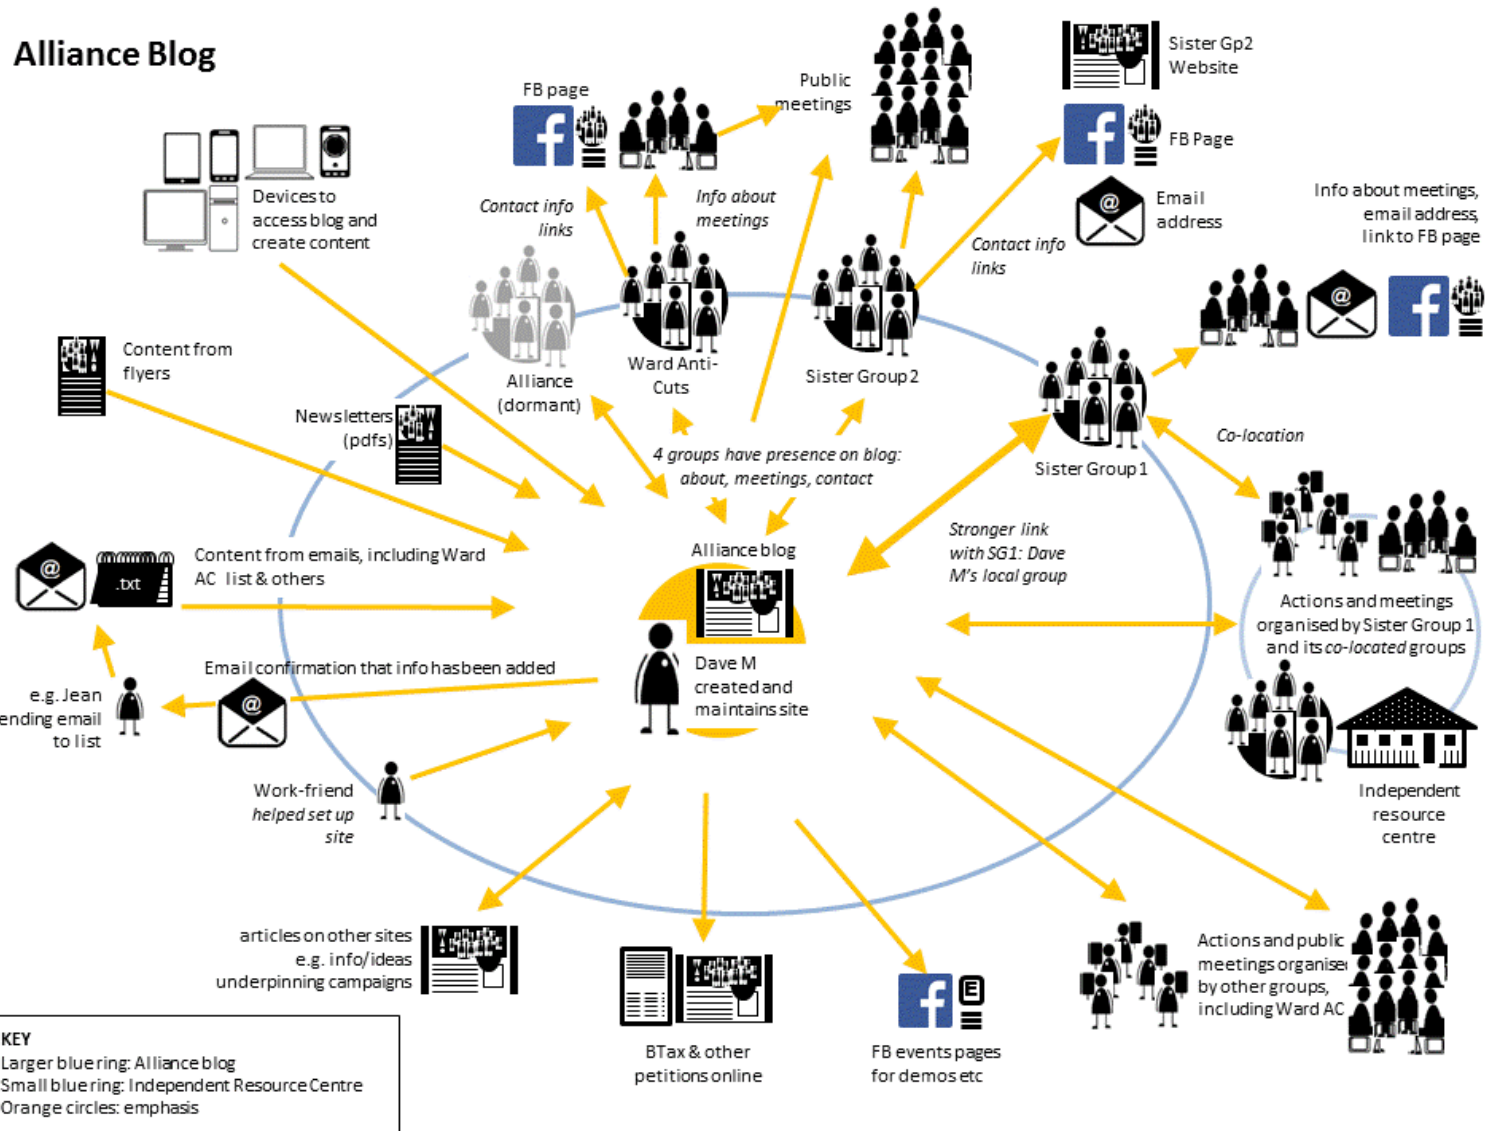 Alliance Blog
FB page
Public
meetings
Sister Gp2
Website
FB Page
Email
address
Info about meetings,
email address,
link to FB page
Devices to
access blog and
create content
Contact info
links
Info about
meetings
Contact info
links
Content from
flyers
Newsletters
(pdfs)
Alliance
(dormant)
Ward Anti-
Cuts
Sister Group 2
Sister Group 1
Co-location
4 groups have presence on blog:
about, meetings, contact
Stronger link
with SG1: Dave
M's local group
Alliance blog
Dave M
created and
maintains site
@
.txt
Content from emails, including Ward
AC list & others
Email confirmation that info has been added
e.g. Jean
ending email
to list
Work-friend
helped set up
site
Actions and meetings
organised by Sister Group 1
and its co-located groups
Independent
resource
centre
articles on other sites
e.g. info/ideas
underpinning campaigns
BTax & other
petitions online
E
FB events pages
for demos etc
Actions and public
meetings organise
by other groups,
including Ward AC
KEY
Larger blue ring: Alliance blog
Small blue ring: Independent Resource Centre
Orange circles: emphasis